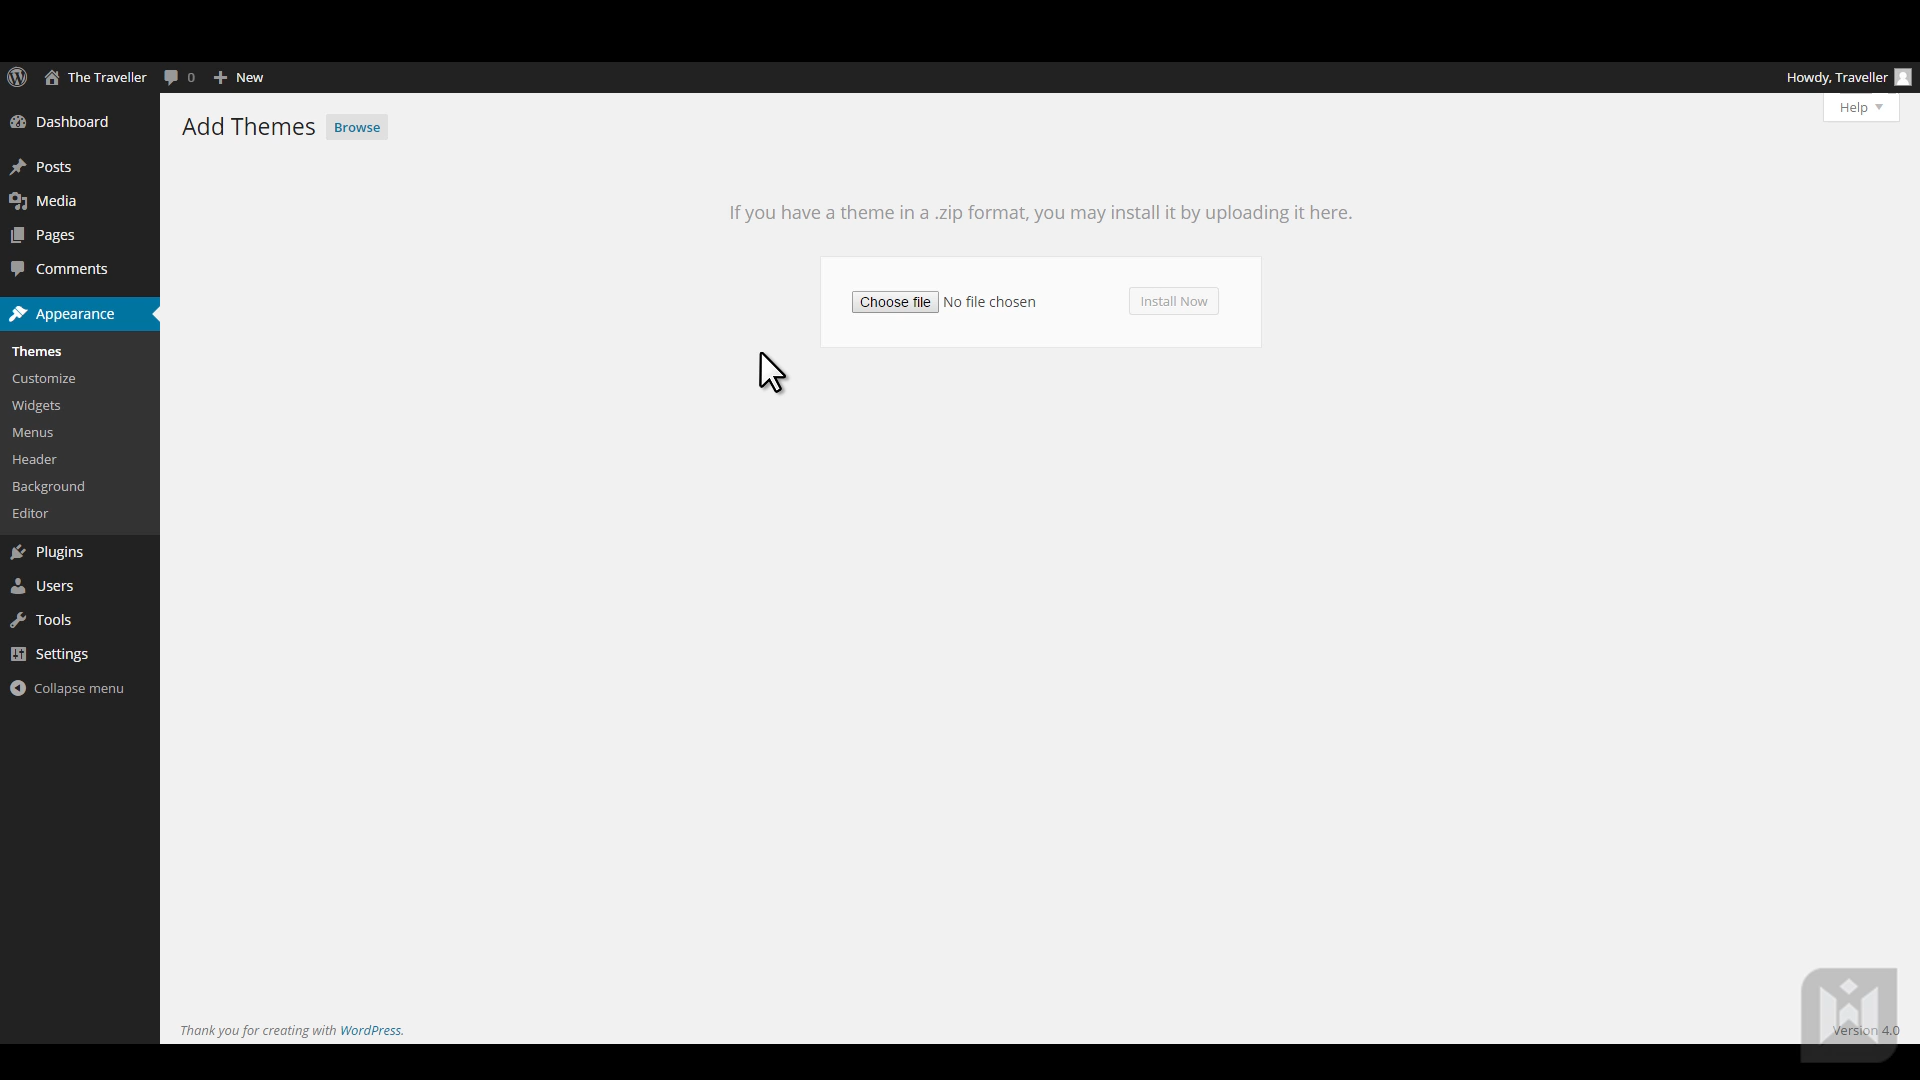 The Traveller 0 New Howdy, Traveller
Help
Add Themes Browse
Dashboard
Posts
Media
Pages
Comments
Appearance
Themes
Customize
Widgets
Menus
Header
Background
Editor
Plugins
Users
Tools
Settings
Collapse menu
If you have a theme in a .zip format, you may install it by uploading it here.
Choose file No file chosen Install Now
Thank you for creating with WordPress.
Version 4.0